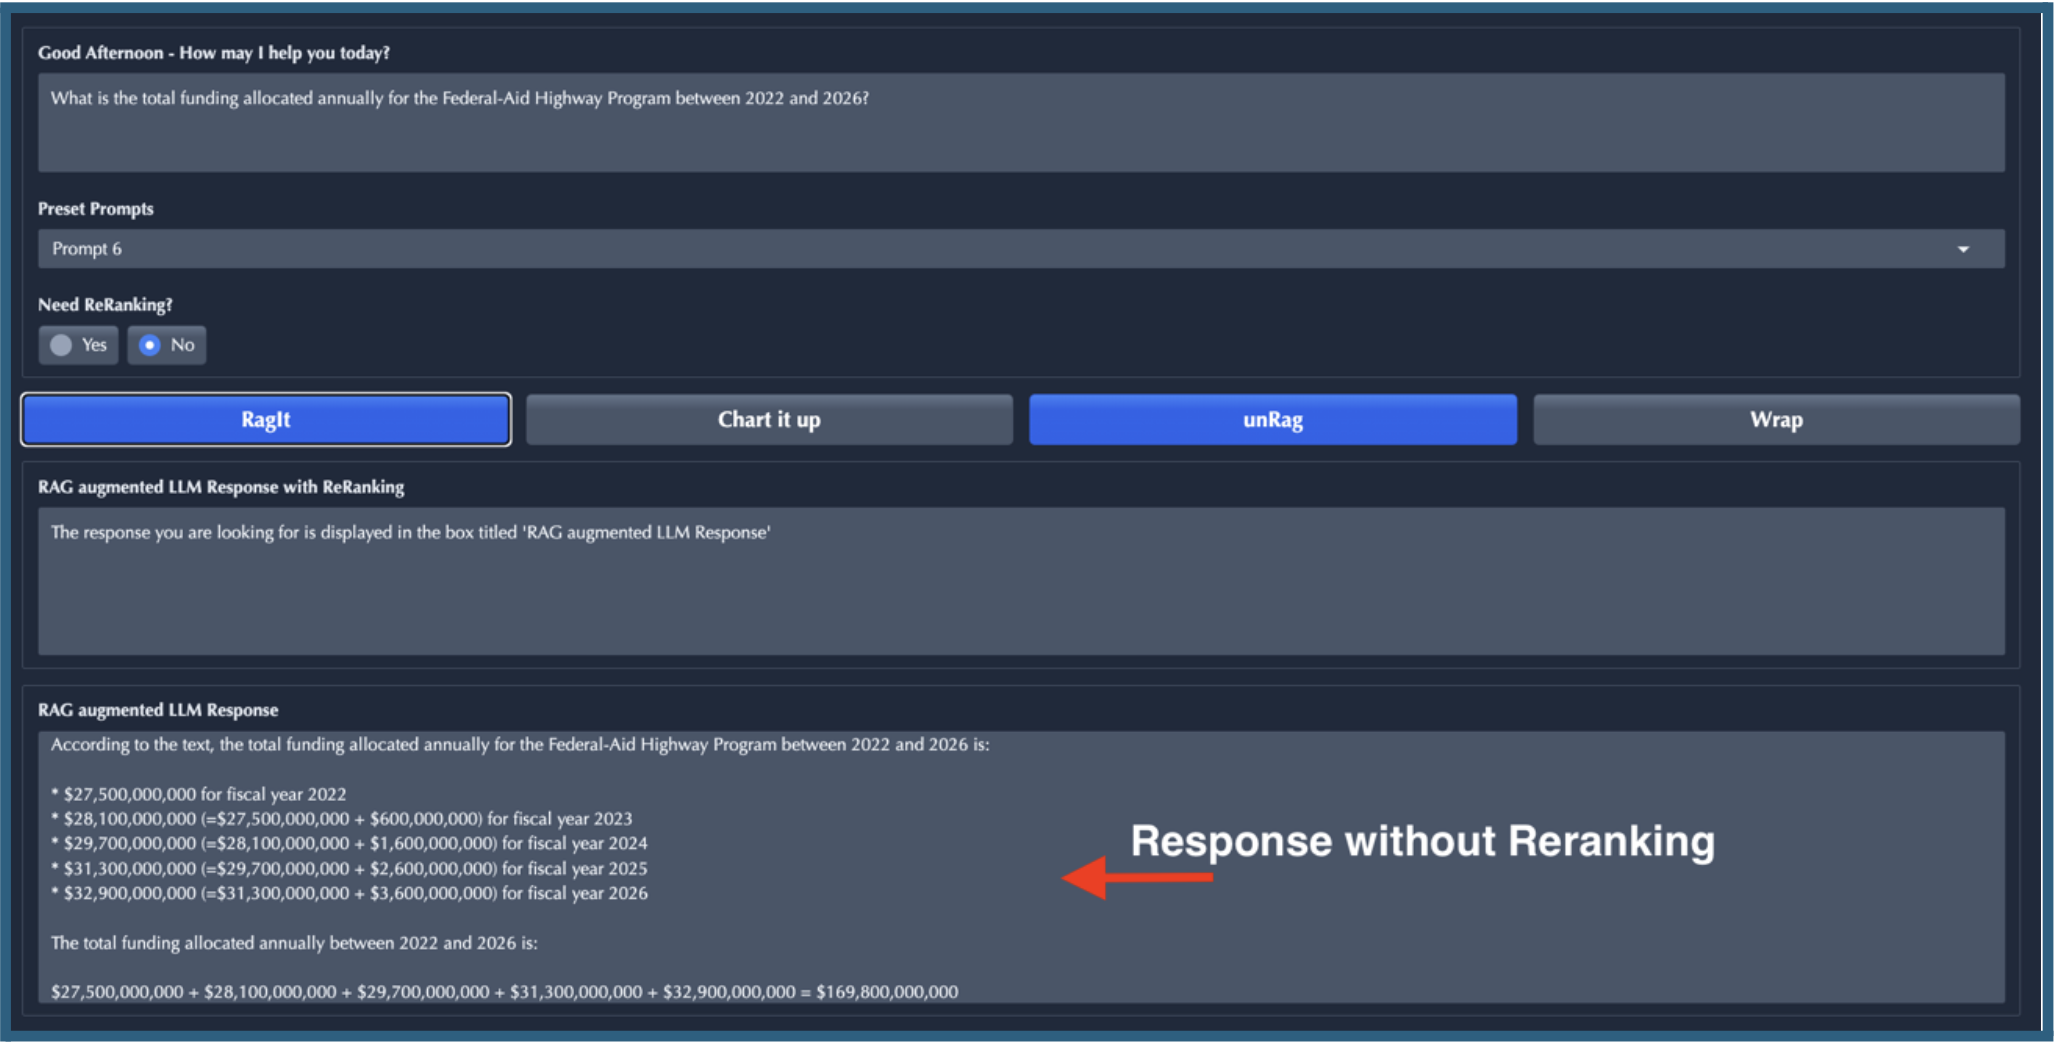 Good Afternoon - How may I help you today?
What is the total funding allocated annually for the Federal-Aid Highway Program between 2022 and 2026?
Preset Prompts
Prompt 6
Need ReRanking?
Yes No
RagIt Chart it up unRag Wrap
RAG augmented LLM Response with ReRanking
The response you are looking for is displayed in the box titled 'RAG augmented LLM Response'
RAG augmented LLM Response
According to the text, the total funding allocated annually for the Federal-Aid Highway Program between 2022 and 2026 is:
* $27,500,000,000 for fiscal year 2022
* $28,100,000,000 (=$27,500,000,000 + $600,000,000) for fiscal year 2023
* $29,700,000,000 (=$28,100,000,000 + $1,600,000,000) for fiscal year 2024
* $31,300,000,000 (=$29,700,000,000 + $2,600,000,000) for fiscal year 2025
* $32,900,000,000 (=$31,300,000,000 + $3,600,000,000) for fiscal year 2026
Response without Reranking
The total funding allocated annually between 2022 and 2026 is:
$27,500,000,000 + $28,100,000,000 + $29,700,000,000 + $31,300,000,000 + $32,900,000,000 = $169,800,000,000